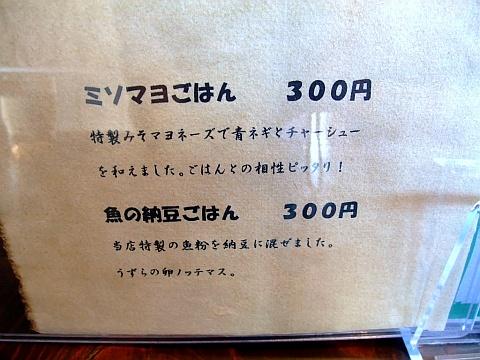 ミソマヨごはん 300円
特製みそマヨネーズで青ネギとチャーシュー
を和えました。ごはんとの相性ピッタリ！
魚の納豆ごはん 300円
当店特製の魚粉を納豆に混ぜました。
うずらの卵ノッテマス。